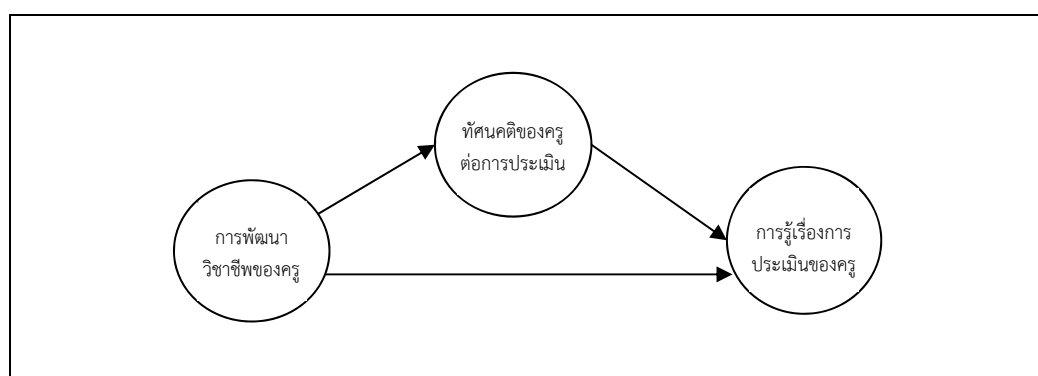 ทัศนคติของครู
ต่อการประเมิน
การพัฒนา
วิชาชีพของครู
การรู้เรื่องการ
ประเมินของครู